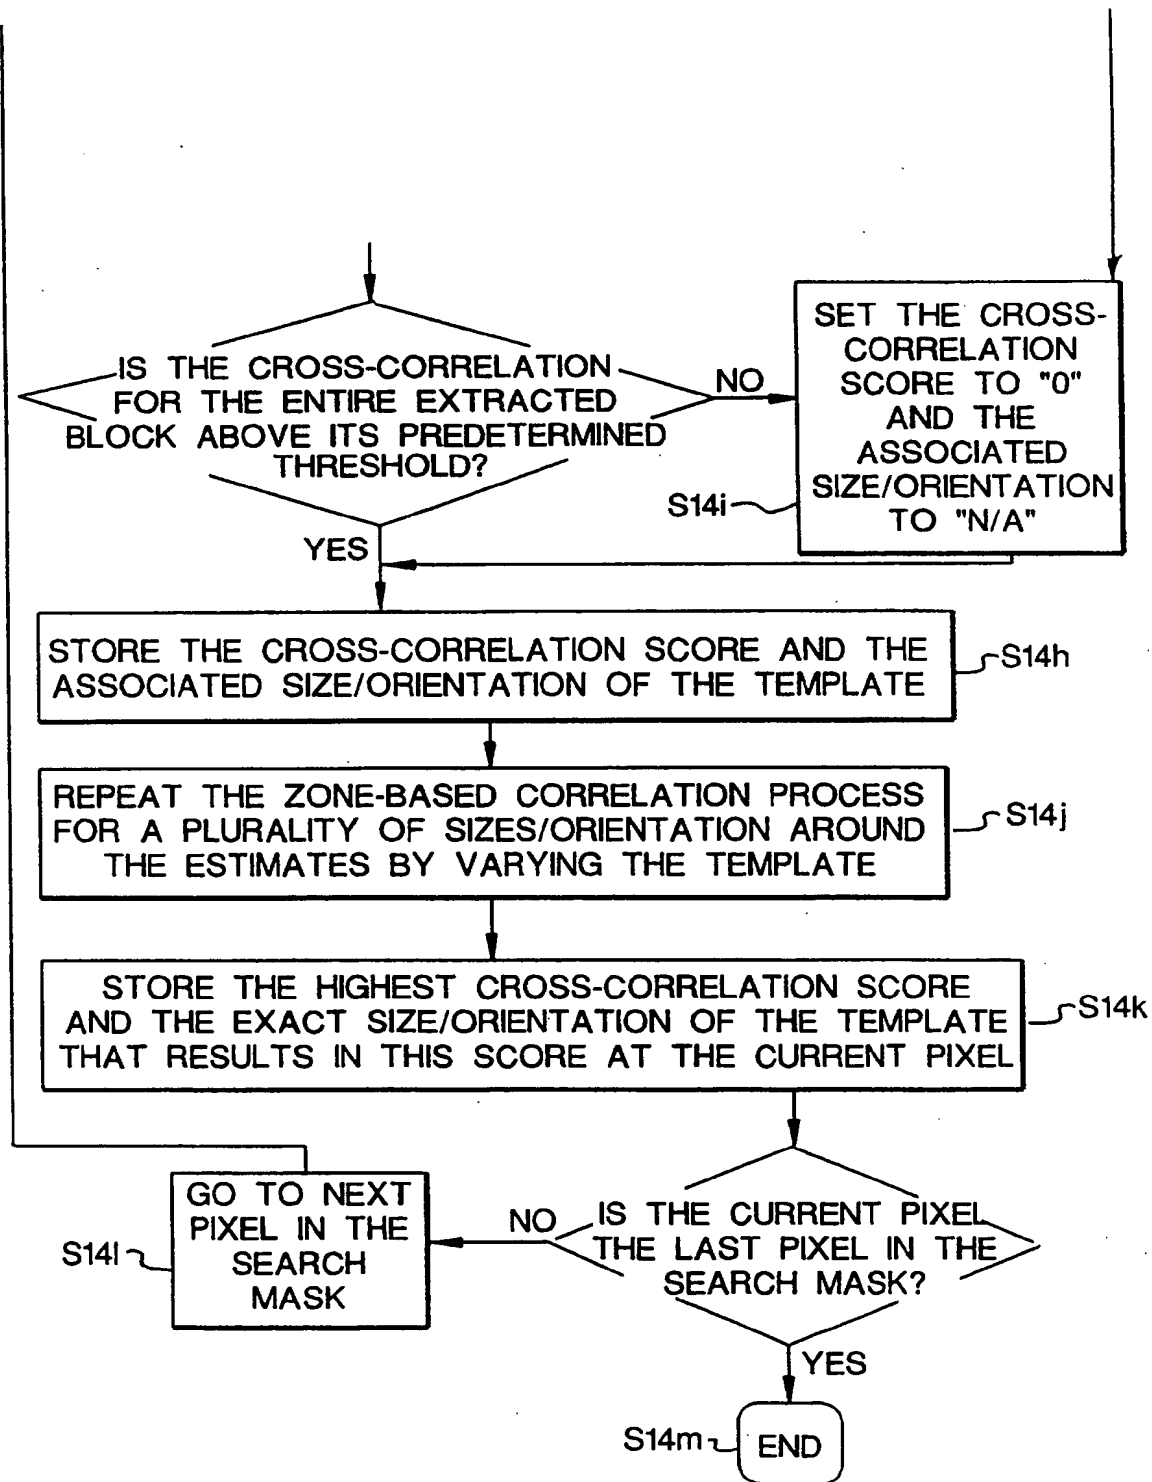 IS THE CROSS-CORRELATION
FOR THE ENTIRE EXTRACTED
BLOCK ABOVE ITS PREDETERMINED
THRESHOLD?
NO
SET THE CROSS-
CORRELATION
SCORE TO "0"
AND THE
ASSOCIATED
SIZE/ORIENTATION
TO "N/A"
S14i
YES
STORE THE CROSS-CORRELATION SCORE AND THE
ASSOCIATED SIZE/ORIENTATION OF THE TEMPLATE
S14h
REPEAT THE ZONE-BASED CORRELATION PROCESS
FOR A PLURALITY OF SIZES/ORIENTATION AROUND
THE ESTIMATES BY VARYING THE TEMPLATE
S14j
STORE THE HIGHEST CROSS-CORRELATION SCORE
AND THE EXACT SIZE/ORIENTATION OF THE TEMPLATE
THAT RESULTS IN THIS SCORE AT THE CURRENT PIXEL
S14k
GO TO NEXT
PIXEL IN THE
SEARCH
MASK
S14l
NO
IS THE CURRENT PIXEL
THE LAST PIXEL IN THE
SEARCH MASK?
YES
S14m
END